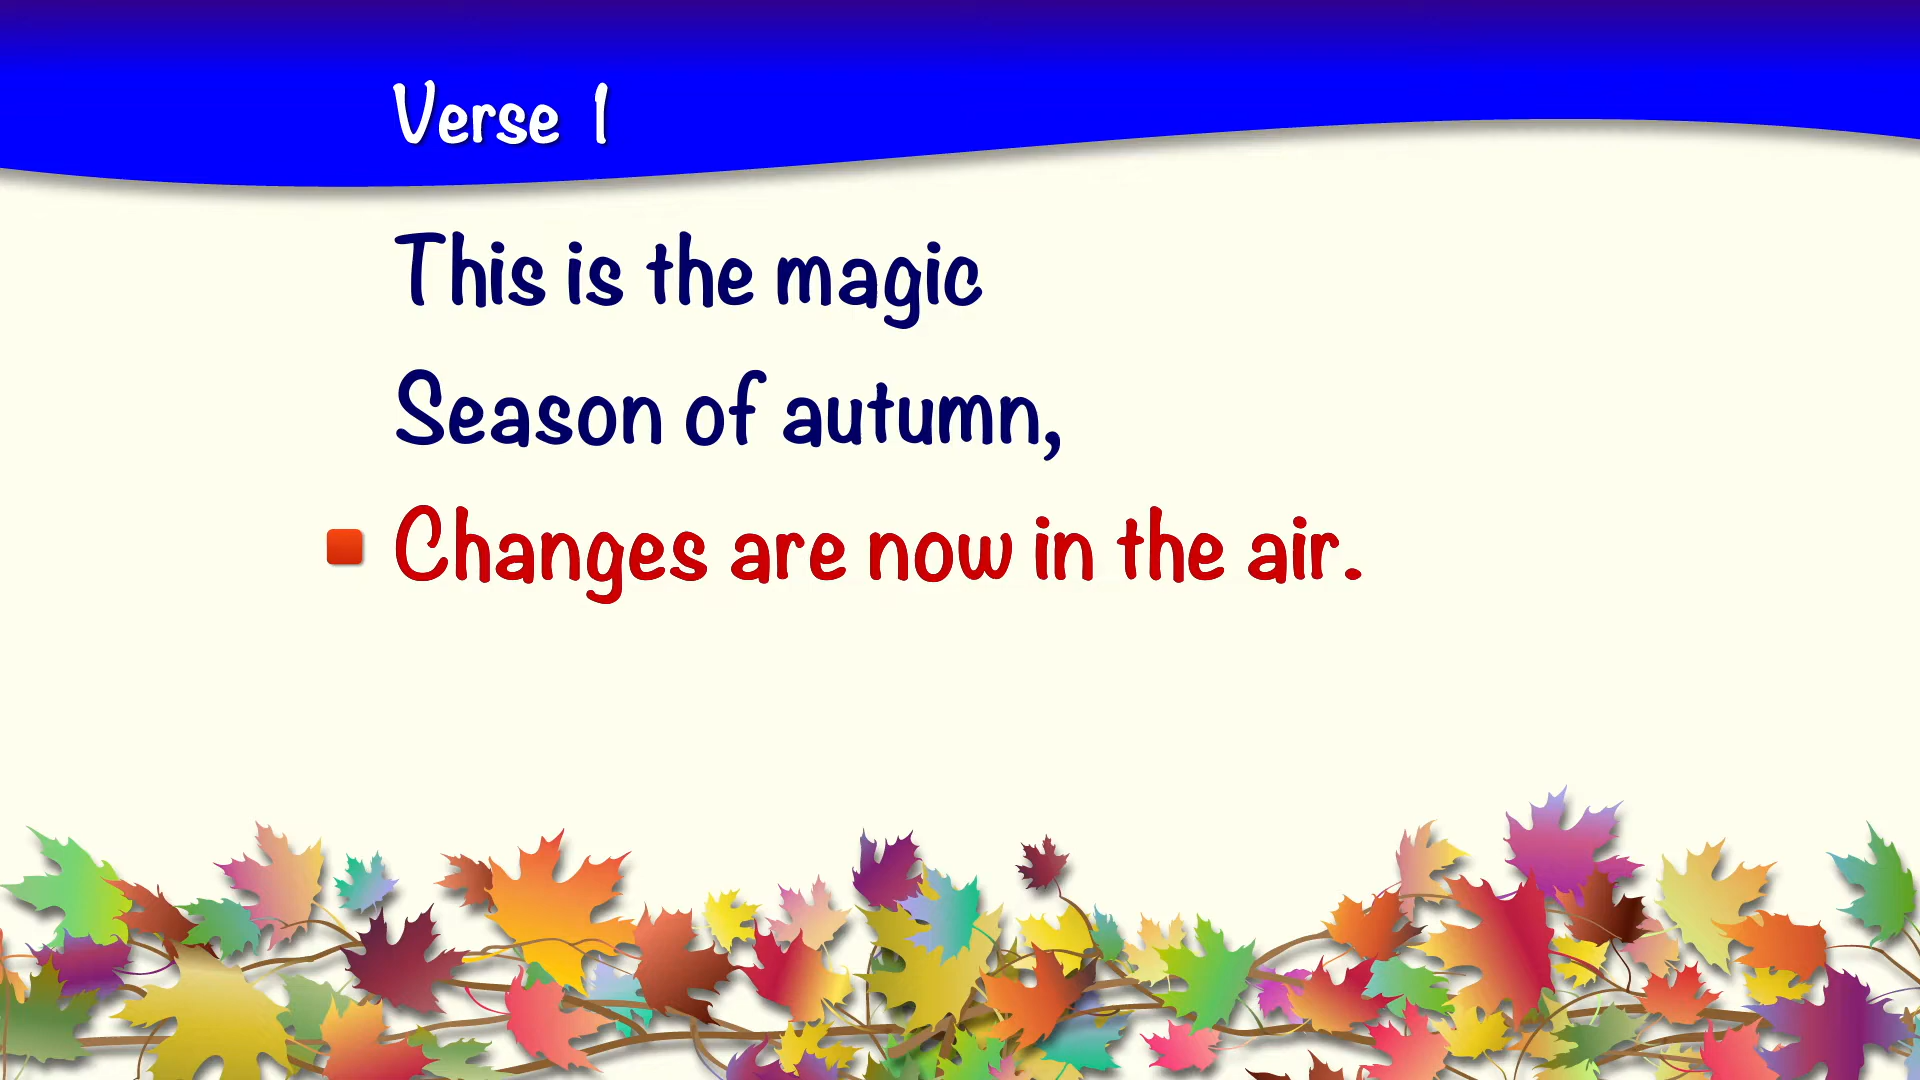 Verse 1
This is the magic
Season of autumn,
Changes are now in the air.